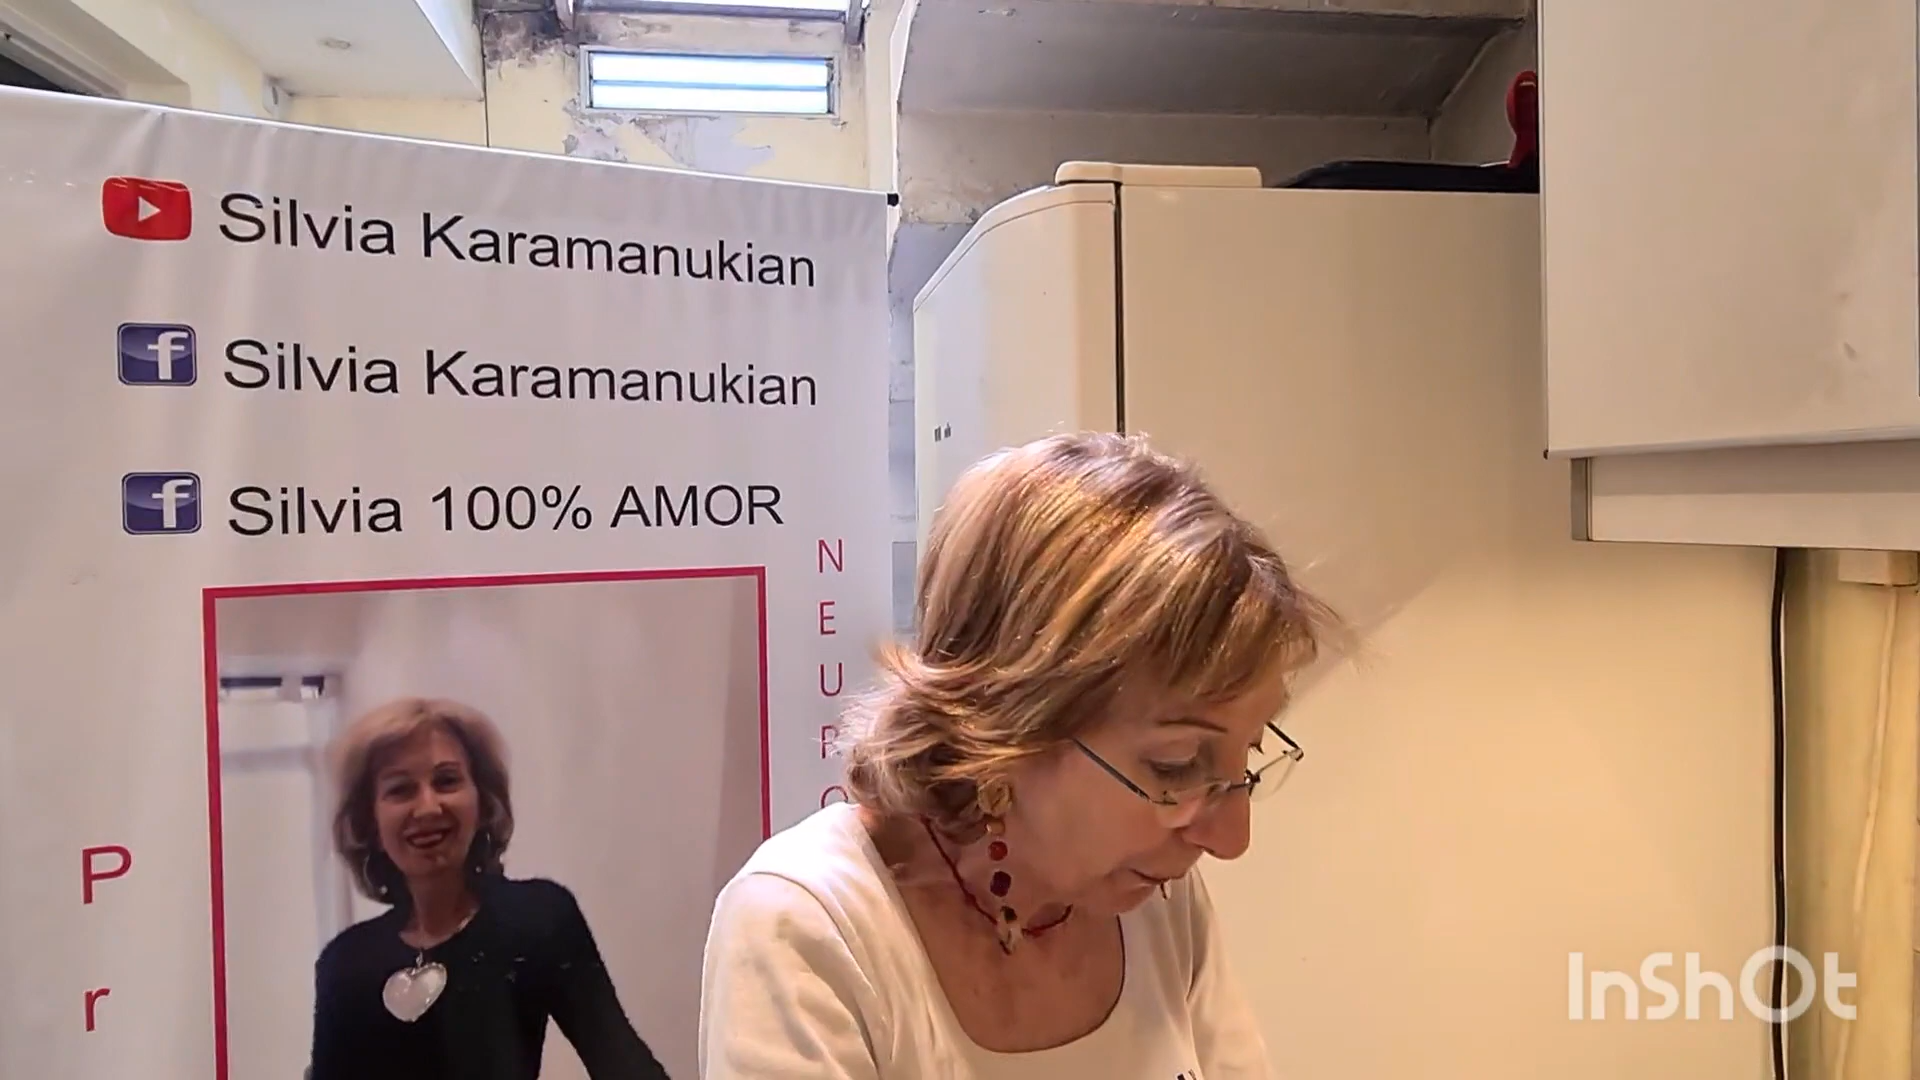 Silvia Karamanukian
f Silvia Karamanukian
f Silvia 100% AMOR
N
E
U
R
O
P
r
InShOt